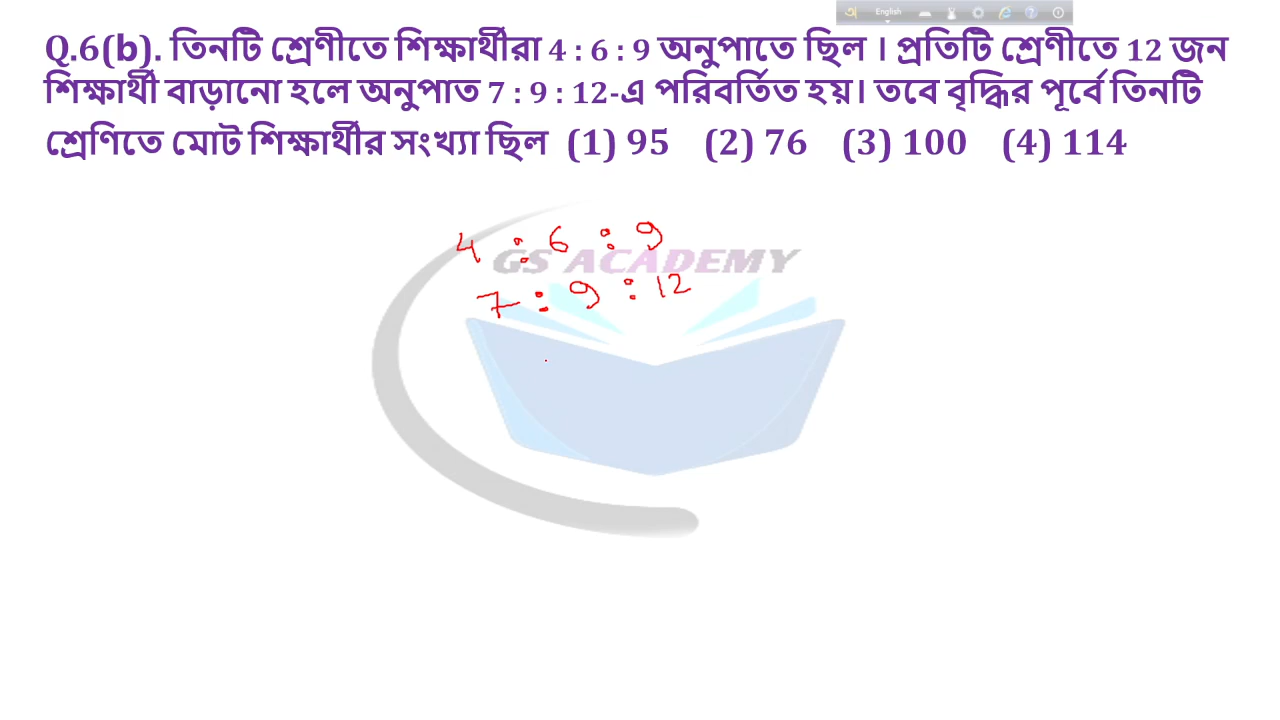 English
Q.6(b). তিনটি শ্রেণীতে শিক্ষার্থীরা 4 : 6 : 9 অনুপাতে ছিল । প্রতিটি শ্রেণীতে 12 জন
শিক্ষার্থী বাড়ানো হলে অনুপাত 7 : 9 : 12-এ পরিবর্তিত হয়। তবে বৃদ্ধির পূর্বে তিনটি
শ্রেণিতে মোট শিক্ষার্থীর সংখ্যা ছিল (1) 95 (2) 76 (3) 100 (4) 114
4 : 6 : 9
GS ACADEMY
7 : 9 : 12